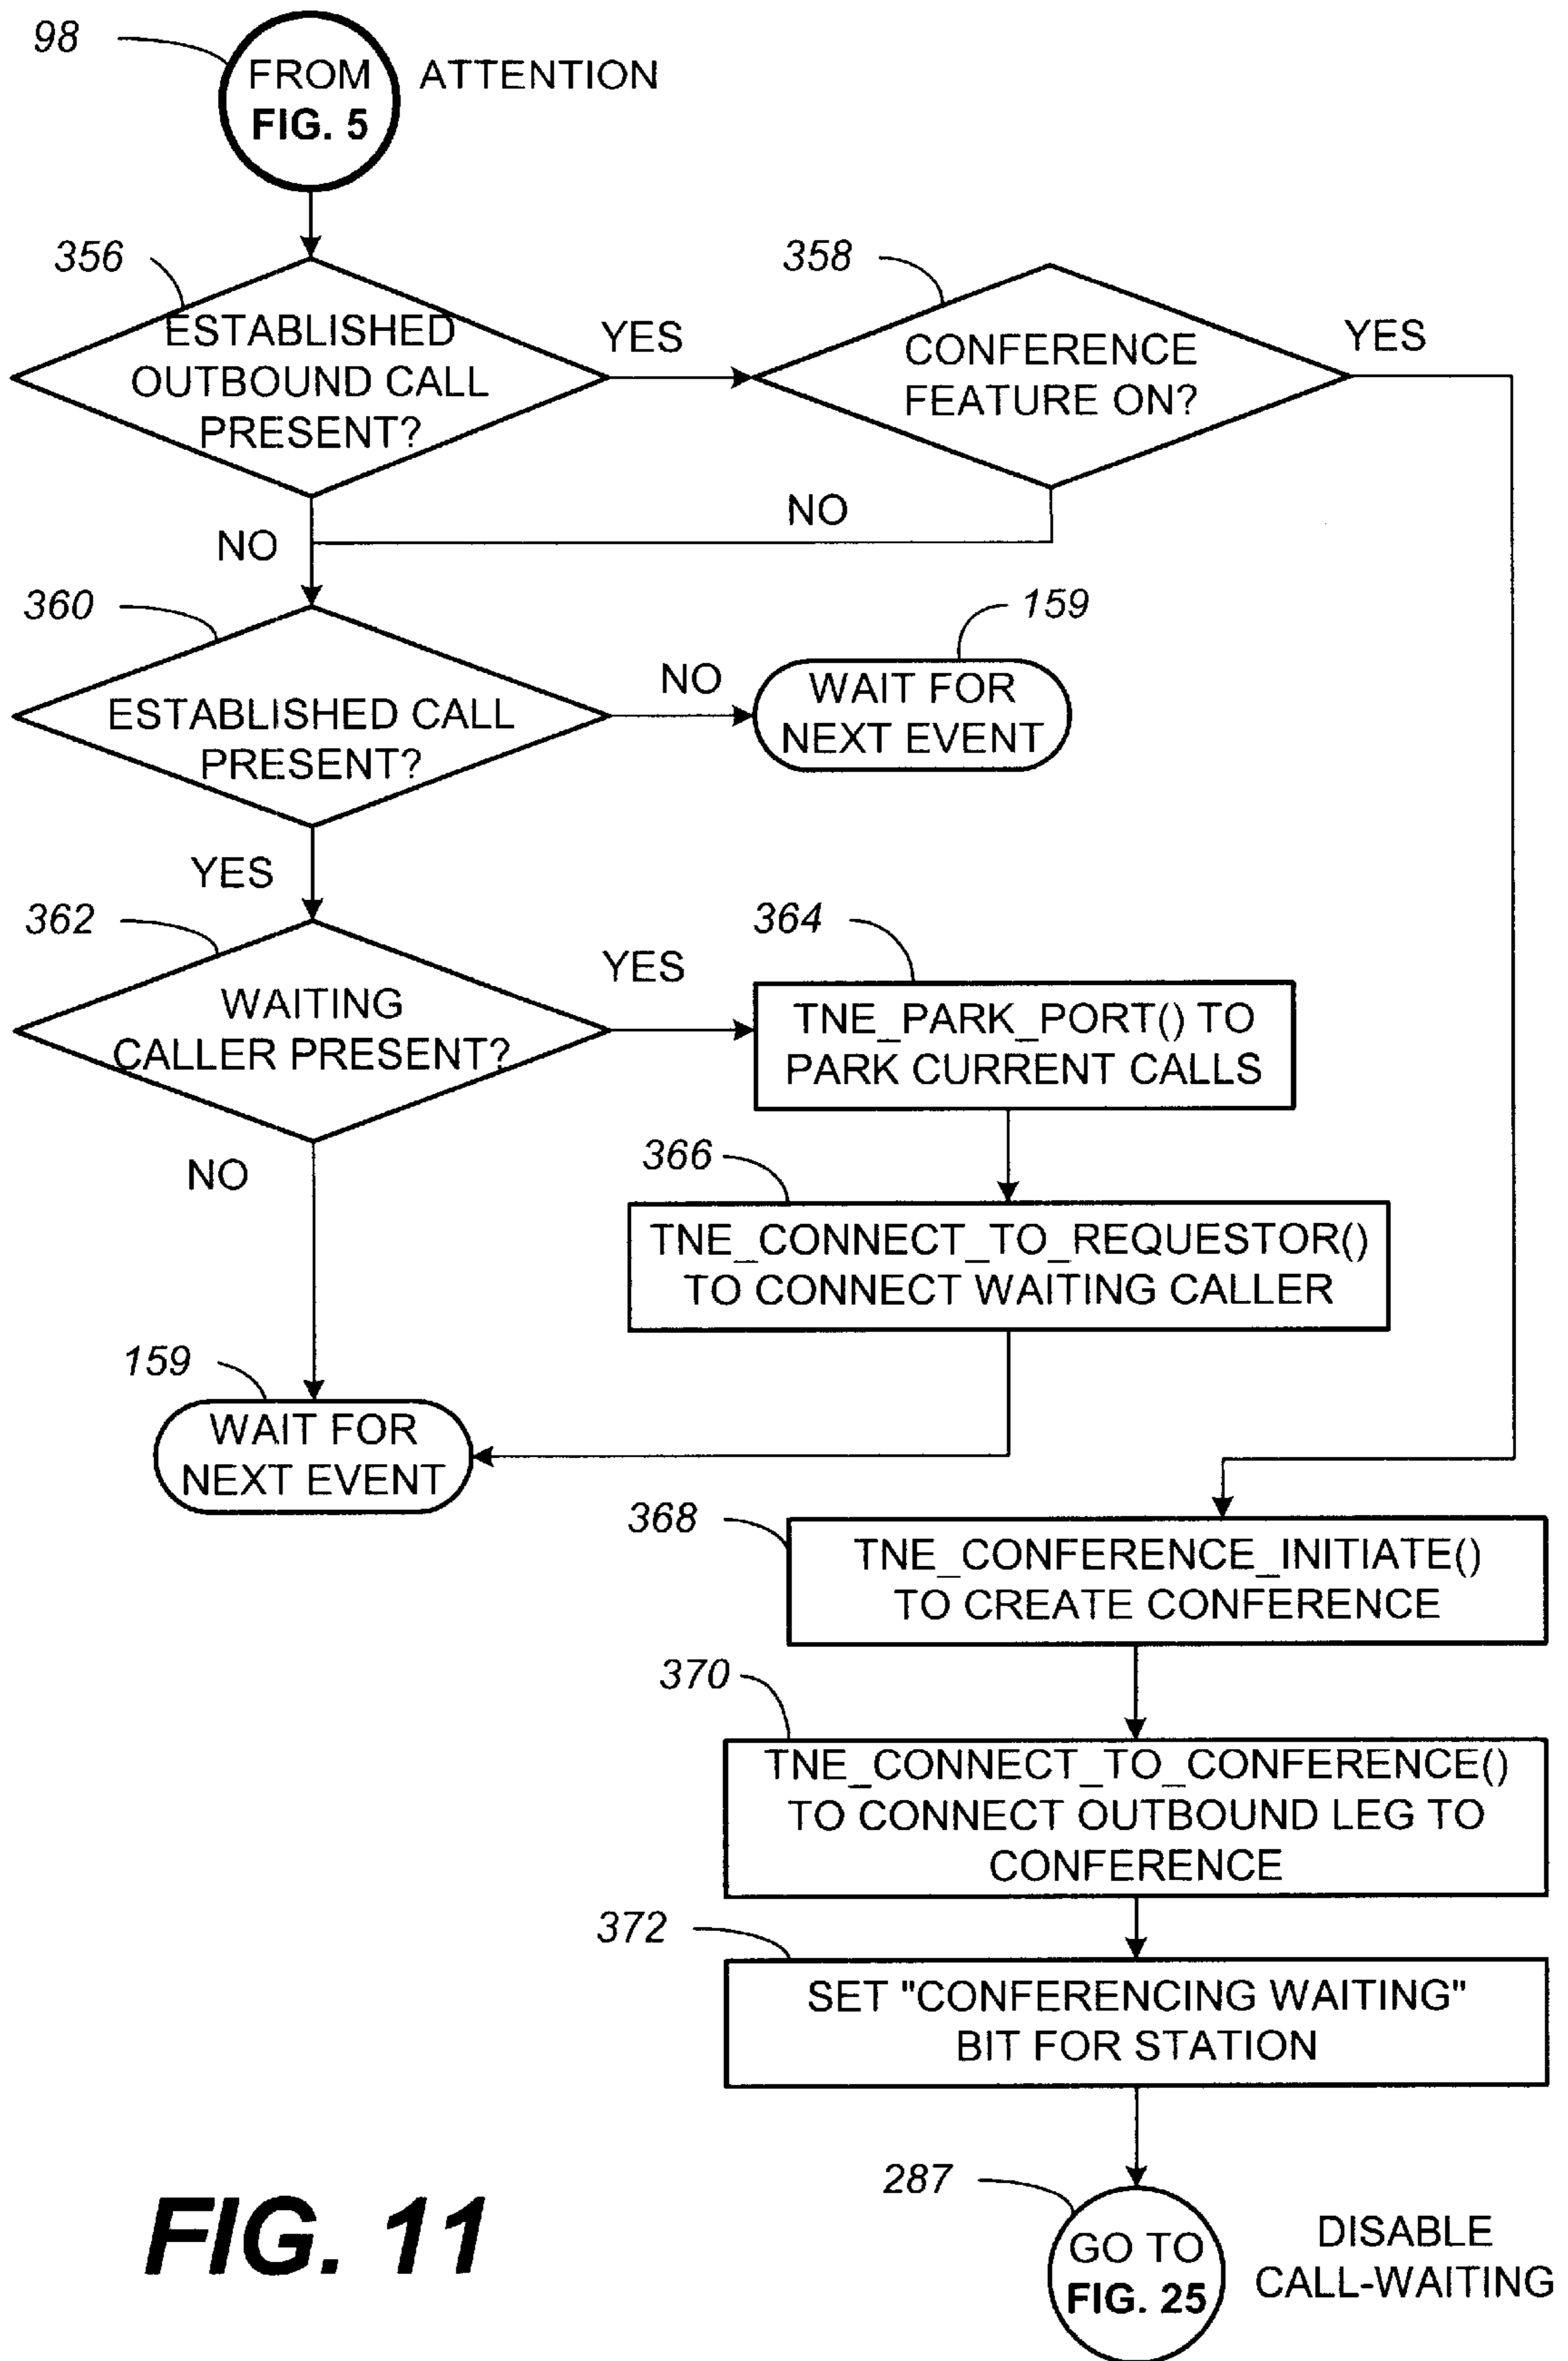 98
FROM
FIG. 5
ATTENTION
356
ESTABLISHED
OUTBOUND CALL
PRESENT?
YES
358
CONFERENCE
FEATURE ON?
YES
NO
NO
360
ESTABLISHED CALL
PRESENT?
NO
159
WAIT FOR
NEXT EVENT
YES
362
WAITING
CALLER PRESENT?
YES
364
TNE_PARK_PORT() TO
PARK CURRENT CALLS
NO
366
TNE_CONNECT_TO_REQUESTOR()
TO CONNECT WAITING CALLER
159
WAIT FOR
NEXT EVENT
368
TNE_CONFERENCE_INITIATE()
TO CREATE CONFERENCE
370
TNE_CONNECT_TO_CONFERENCE()
TO CONNECT OUTBOUND LEG TO
CONFERENCE
372
SET "CONFERENCING WAITING"
BIT FOR STATION
287
GO TO
FIG. 25
DISABLE
CALL-WAITING
FIG. 11